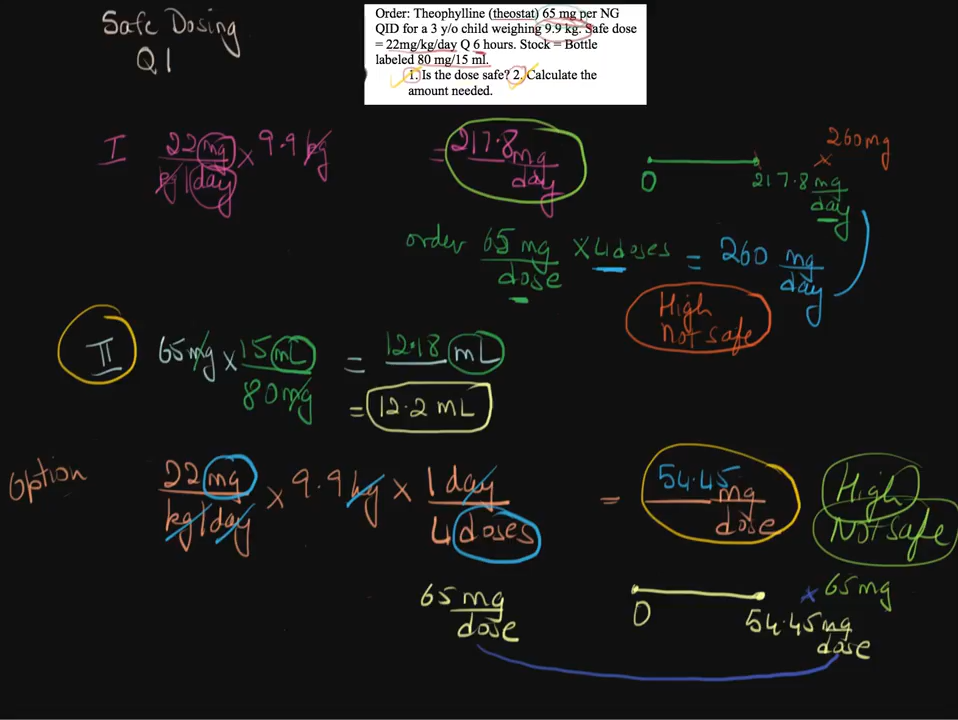 Safe Dosing
Q1
Order: Theophylline (theostat) 65 mg per NG
QID for a 3 y/o child weighing 9.9 kg. Safe dose
= 22mg/kg/day Q 6 hours. Stock = Bottle
labeled 80 mg/15 ml.
1. Is the dose safe? 2. Calculate the
amount needed.
I 22 mg / kg/day × 9.9 kg = 217.8 mg/day
0 217.8 mg/day × 260mg
order 65 mg/dose × 4 doses = 260 mg/day
High
Not safe
II 65 mg × 15 mL / 80 mg = 12.18 mL
= 12.2 mL
Option 22 mg / kg/day × 9.9 kg × 1 day / 4 doses = 54.45 mg/dose
High
Not safe
65 mg/dose
0 54.45 mg/dose × 65 mg